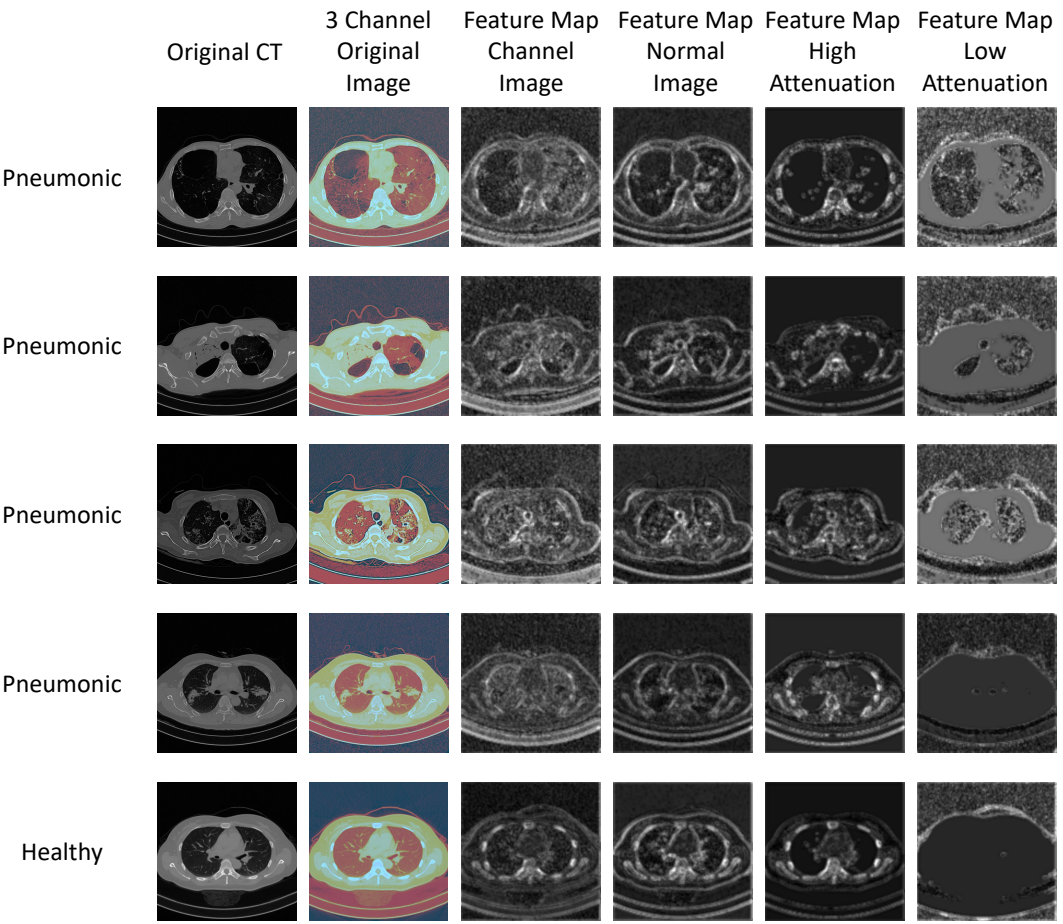 Original CT
3 Channel
Original
Image
Feature Map
Channel
Image
Feature Map
Normal
Image
Feature Map
High
Attenuation
Feature Map
Low
Attenuation
Pneumonic
Pneumonic
Pneumonic
Pneumonic
Healthy